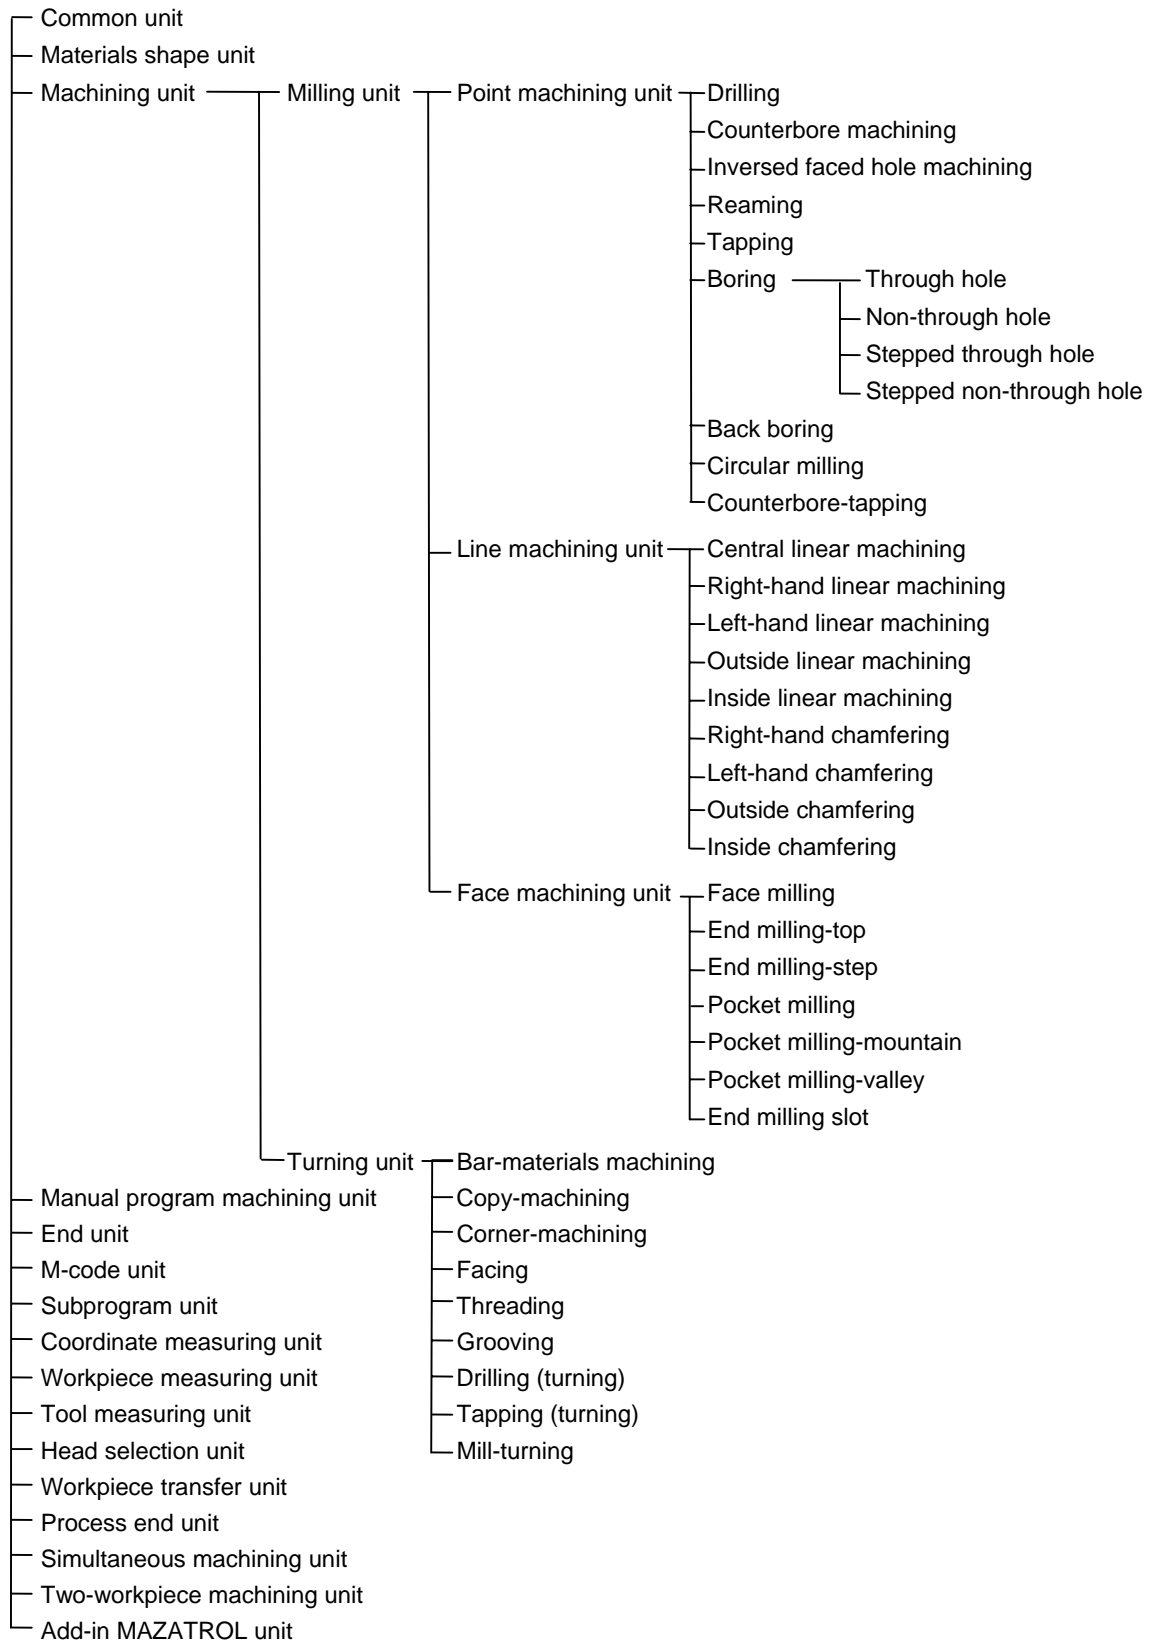 Common unit
Materials shape unit
Machining unit Milling unit Point machining unit Drilling
Counterbore machining
Inversed faced hole machining
Reaming
Tapping
Boring Through hole
Non-through hole
Stepped through hole
Stepped non-through hole
Back boring
Circular milling
Counterbore-tapping
Line machining unit Central linear machining
Right-hand linear machining
Left-hand linear machining
Outside linear machining
Inside linear machining
Right-hand chamfering
Left-hand chamfering
Outside chamfering
Inside chamfering
Face machining unit Face milling
End milling-top
End milling-step
Pocket milling
Pocket milling-mountain
Pocket milling-valley
End milling slot
Turning unit Bar-materials machining
Manual program machining unit Copy-machining
End unit Corner-machining
M-code unit Facing
Subprogram unit Threading
Coordinate measuring unit Grooving
Workpiece measuring unit Drilling (turning)
Tool measuring unit Tapping (turning)
Head selection unit Mill-turning
Workpiece transfer unit
Process end unit
Simultaneous machining unit
Two-workpiece machining unit
Add-in MAZATROL unit